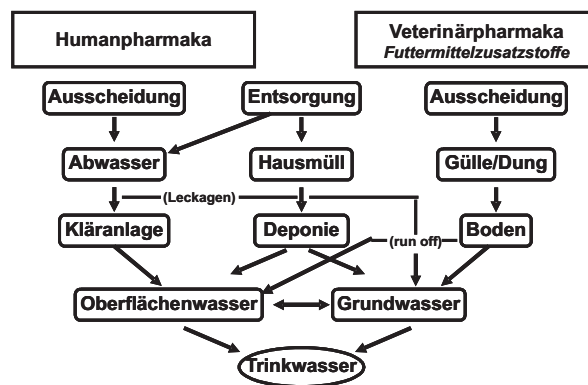 Humanpharmaka
Veterinärpharmaka
Futtermittelzusatzstoffe
Ausscheidung
Entsorgung
Ausscheidung
Abwasser
Hausmüll
Gülle/Dung
(Leckagen)
Kläranlage
Deponie
(run off)
Boden
Oberflächenwasser
Grundwasser
Trinkwasser